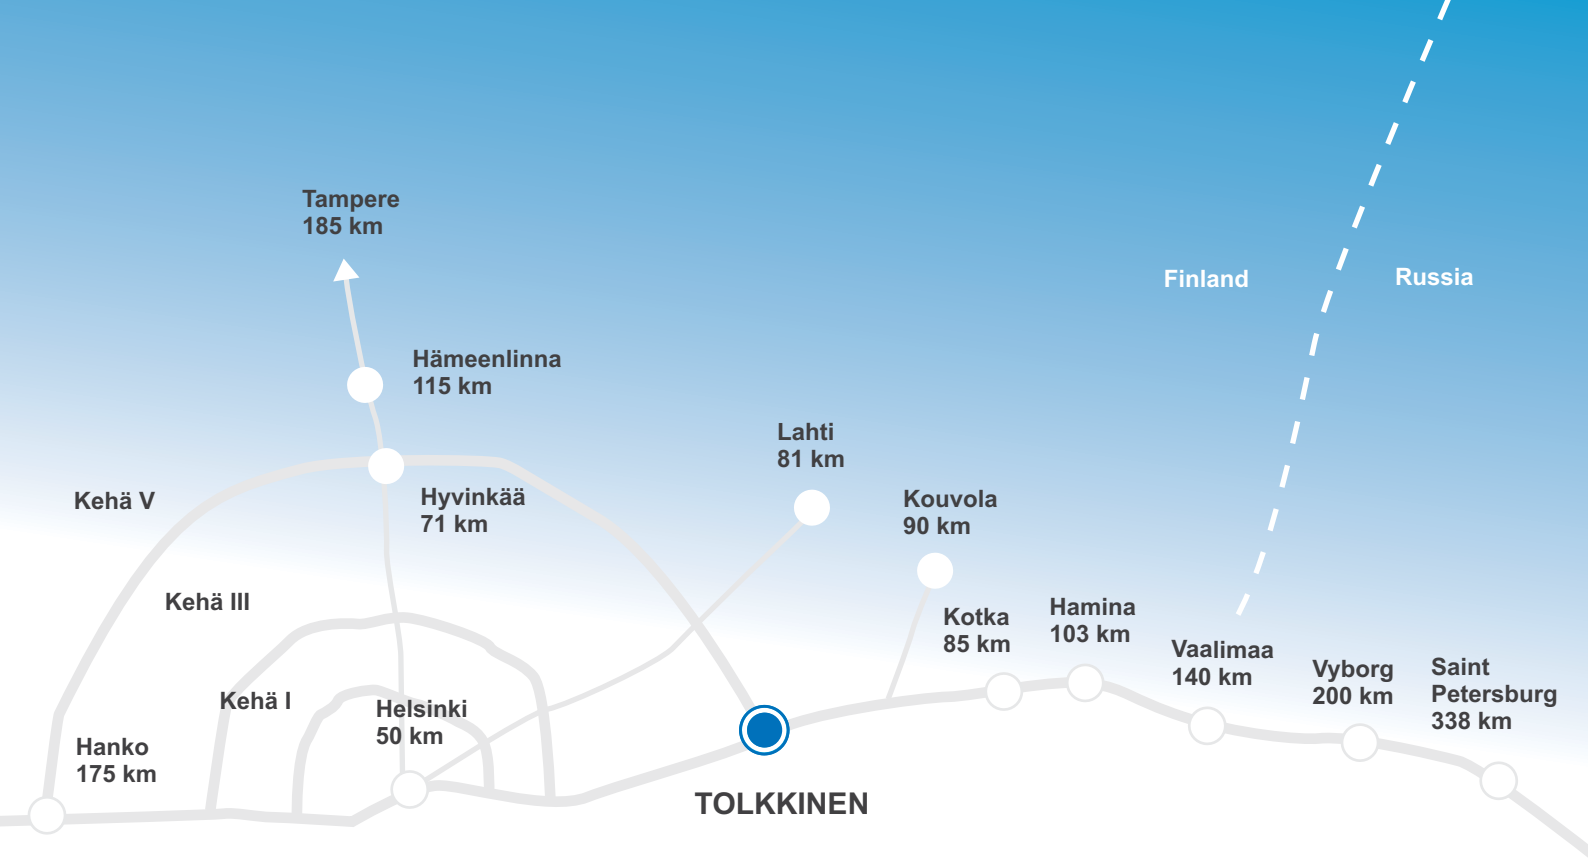 Tampere
185 km
Finland
Russia
Hämeenlinna
115 km
Lahti
81 km
Kehä V
Hyvinkää
71 km
Kouvola
90 km
Kehä III
Kotka
85 km
Hamina
103 km
Vaalimaa
140 km
Vyborg
200 km
Saint
Petersburg
338 km
Kehä I
Helsinki
50 km
Hanko
175 km
TOLKKINEN